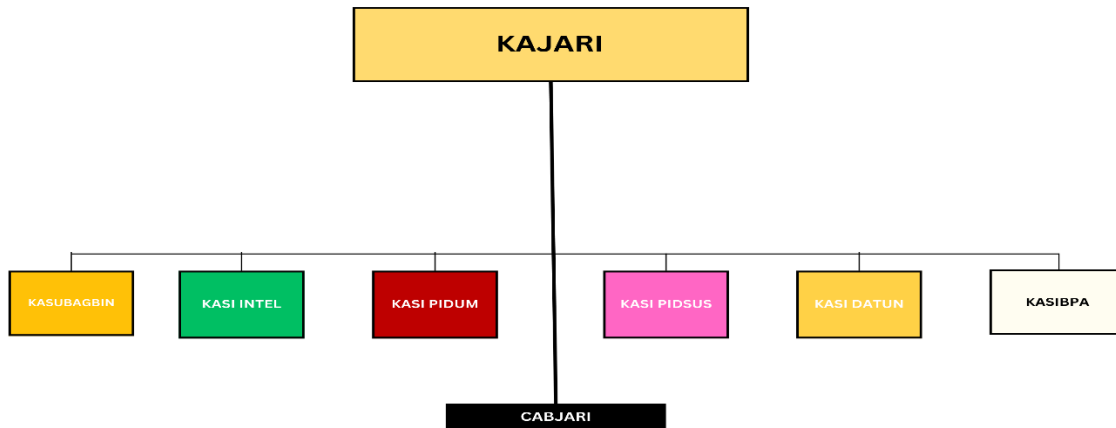 KAJARI
KASUBAGBIN
KASI INTEL
KASI PIDUM
KASI PIDSUS
KASI DATUN
KASIBPA
CABJARI